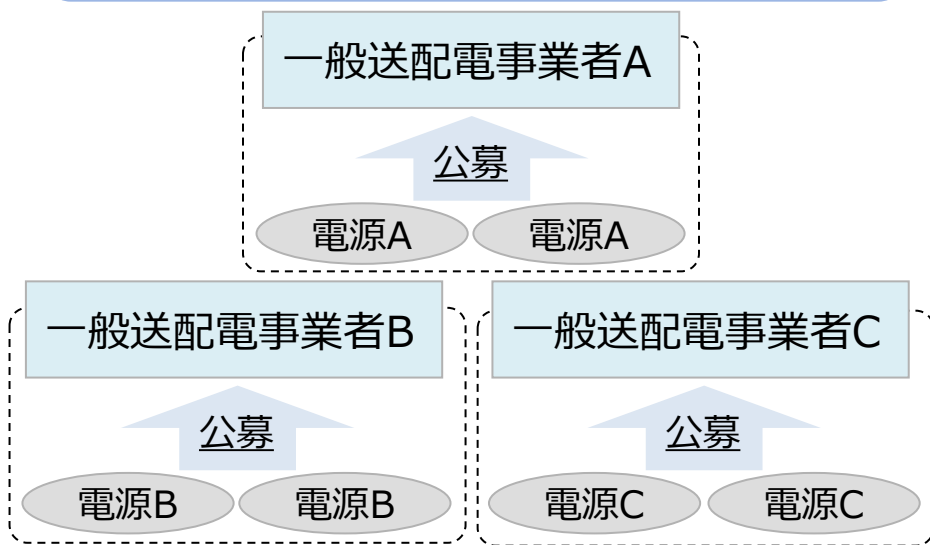 一般送配電事業者A
公募
電源A 電源A
一般送配電事業者B
公募
電源B 電源B
一般送配電事業者C
公募
電源C 電源C